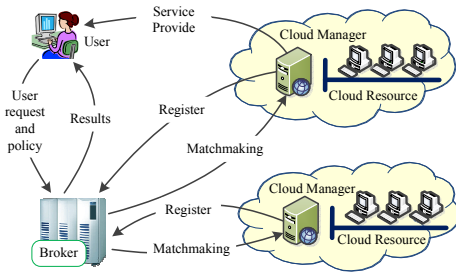 Service
Provide
User
Cloud Manager
Cloud Resource
User
request
and
policy
Results
Register
Matchmaking
Cloud Manager
Register
Cloud Resource
Broker
Matchmaking